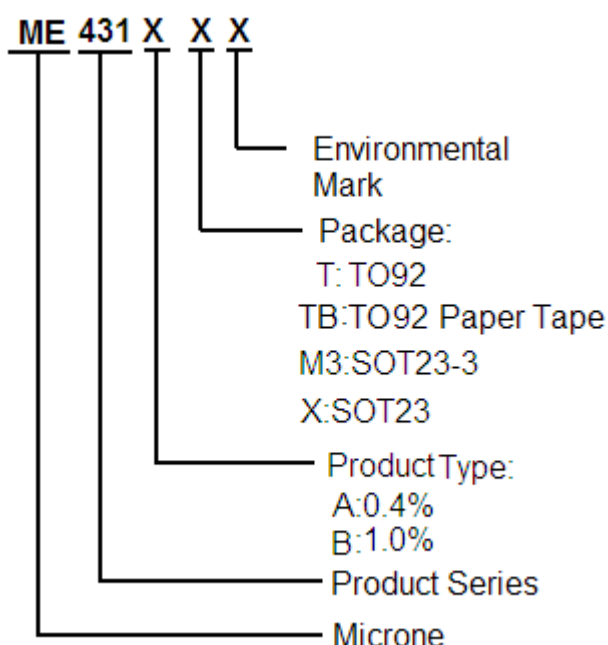 ME 431 X X X
Environmental
Mark
Package:
T: TO92
TB:TO92 Paper Tape
M3:SOT23-3
X:SOT23
Product Type:
A:0.4%
B:1.0%
Product Series
Microne